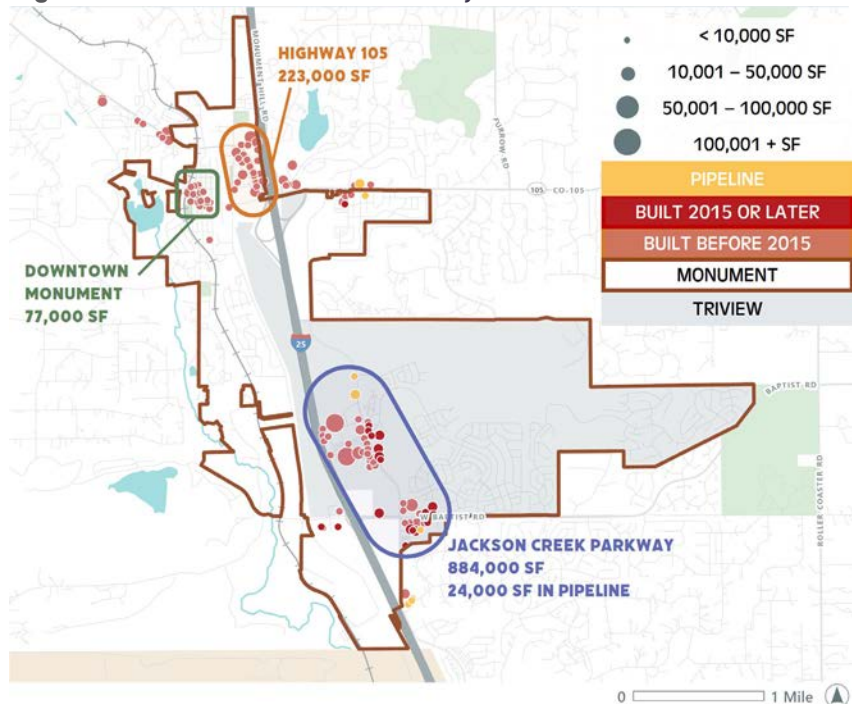 MONUMENT HILL RD
HIGHWAY 105
223,000 SF
< 10,000 SF
10,001 – 50,000 SF
50,001 – 100,000 SF
100,001 + SF
PIPELINE
BUILT 2015 OR LATER
BUILT BEFORE 2015
MONUMENT
TRIVIEW
FURROW RD
105
CO-105
DOWNTOWN
MONUMENT
77,000 SF
25
BAPTIST RD
ROLLER COASTER RD
W BAPTIST RD
JACKSON CREEK PARKWAY
884,000 SF
24,000 SF IN PIPELINE
0
1 Mile